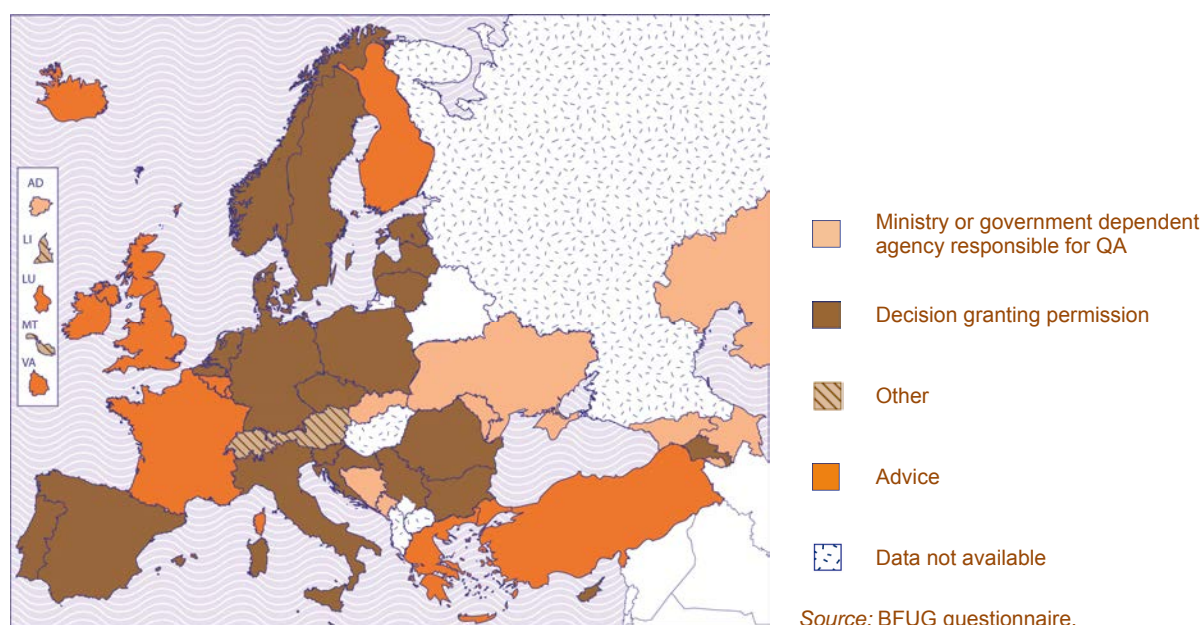 AD
LI
LU
MT
VA
Ministry or government dependent
agency responsible for QA
Decision granting permission
Other
Advice
Data not available
Source: BFUG questionnaire.